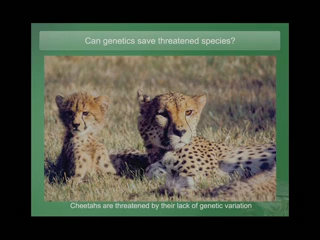 Can genetics save threatened species?
Cheetahs are threatened by their lack of genetic variation